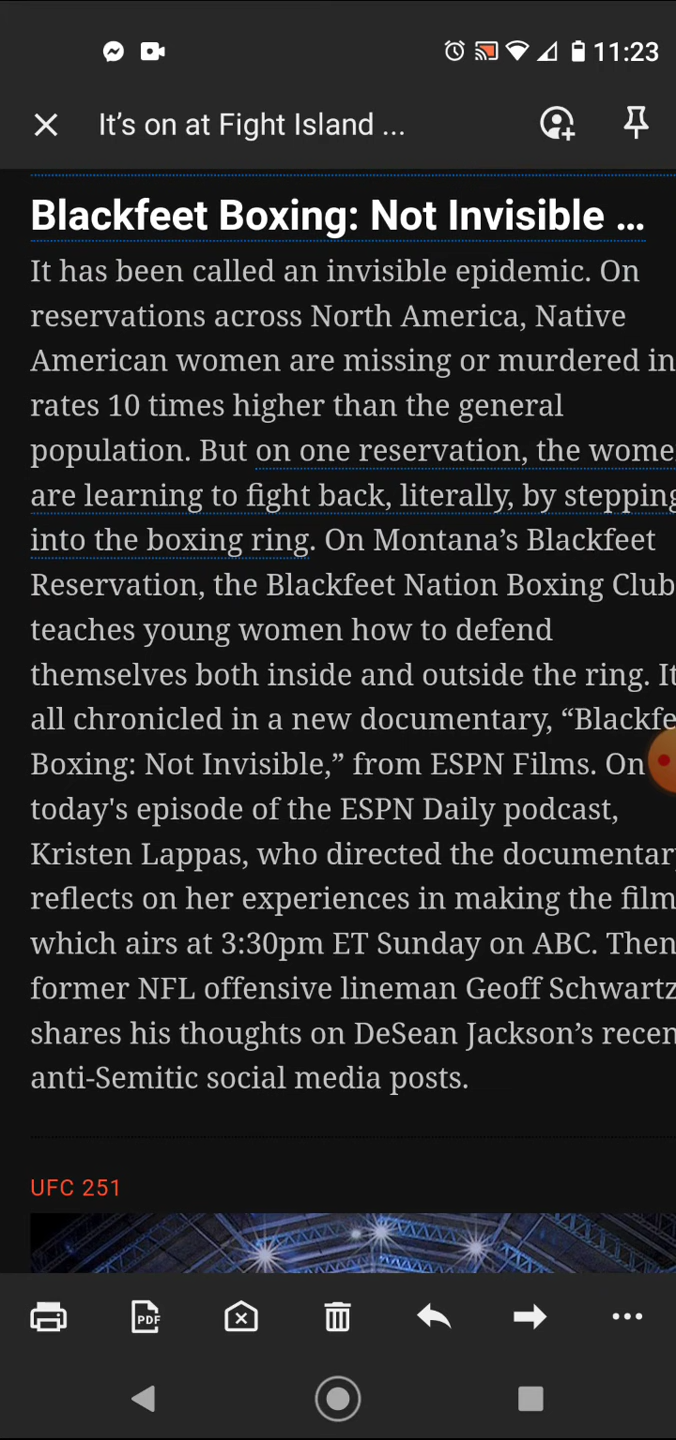 11:23
It's on at Fight Island ...
Blackfeet Boxing: Not Invisible ...
It has been called an invisible epidemic. On
reservations across North America, Native
American women are missing or murdered in
rates 10 times higher than the general
population. But on one reservation, the wome
are learning to fight back, literally, by stepping
into the boxing ring. On Montana’s Blackfeet
Reservation, the Blackfeet Nation Boxing Club
teaches young women how to defend
themselves both inside and outside the ring. It
all chronicled in a new documentary, “Blackfe
Boxing: Not Invisible,” from ESPN Films. On
today's episode of the ESPN Daily podcast,
Kristen Lappas, who directed the documentary
reflects on her experiences in making the film
which airs at 3:30pm ET Sunday on ABC. Then
former NFL offensive lineman Geoff Schwartz
shares his thoughts on DeSean Jackson’s recen
anti-Semitic social media posts.
UFC 251
PDF